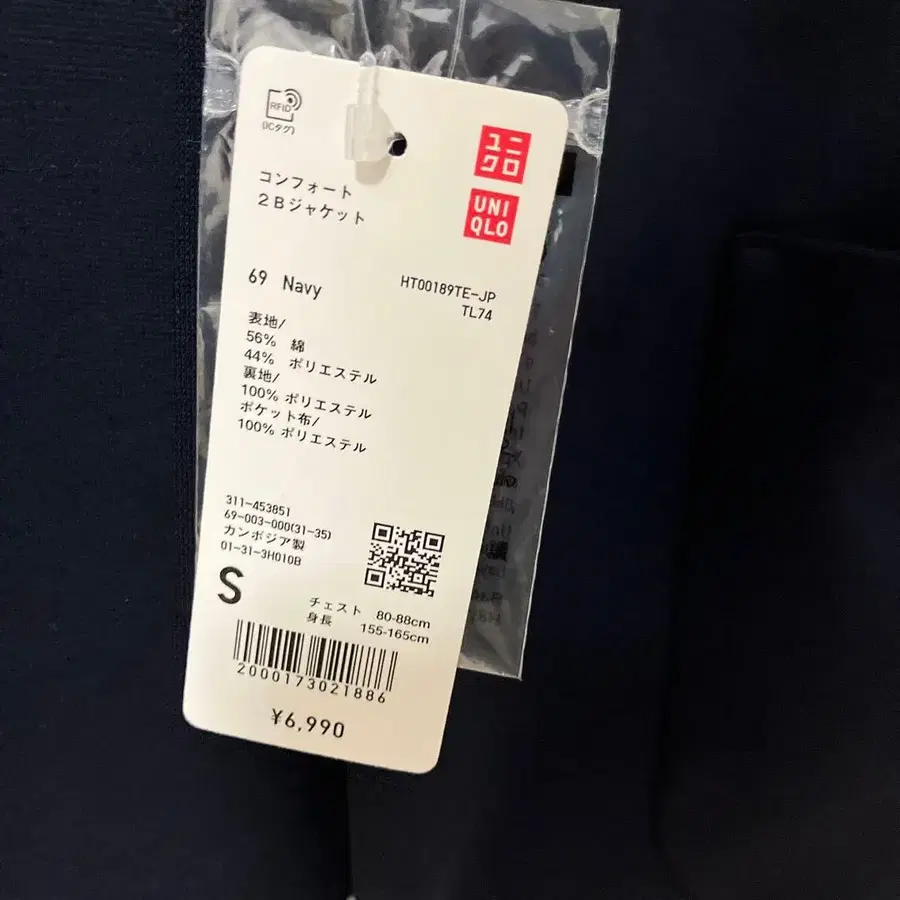 RFID
(ICタグ)
ユニ
クロ
UNI
QLO
コンフォート
2Bジャケット
69 Navy
HT00189TE-JP
TL74
表地/
56% 綿
44% ポリエステル
裏地/
100% ポリエステル
ポケット布/
100% ポリエステル
311-453851
69-003-000(31-35)
カンボジア製
01-31-3H010B
S
チェスト 80-88cm
身長 155-165cm
2000173021886
¥6,990